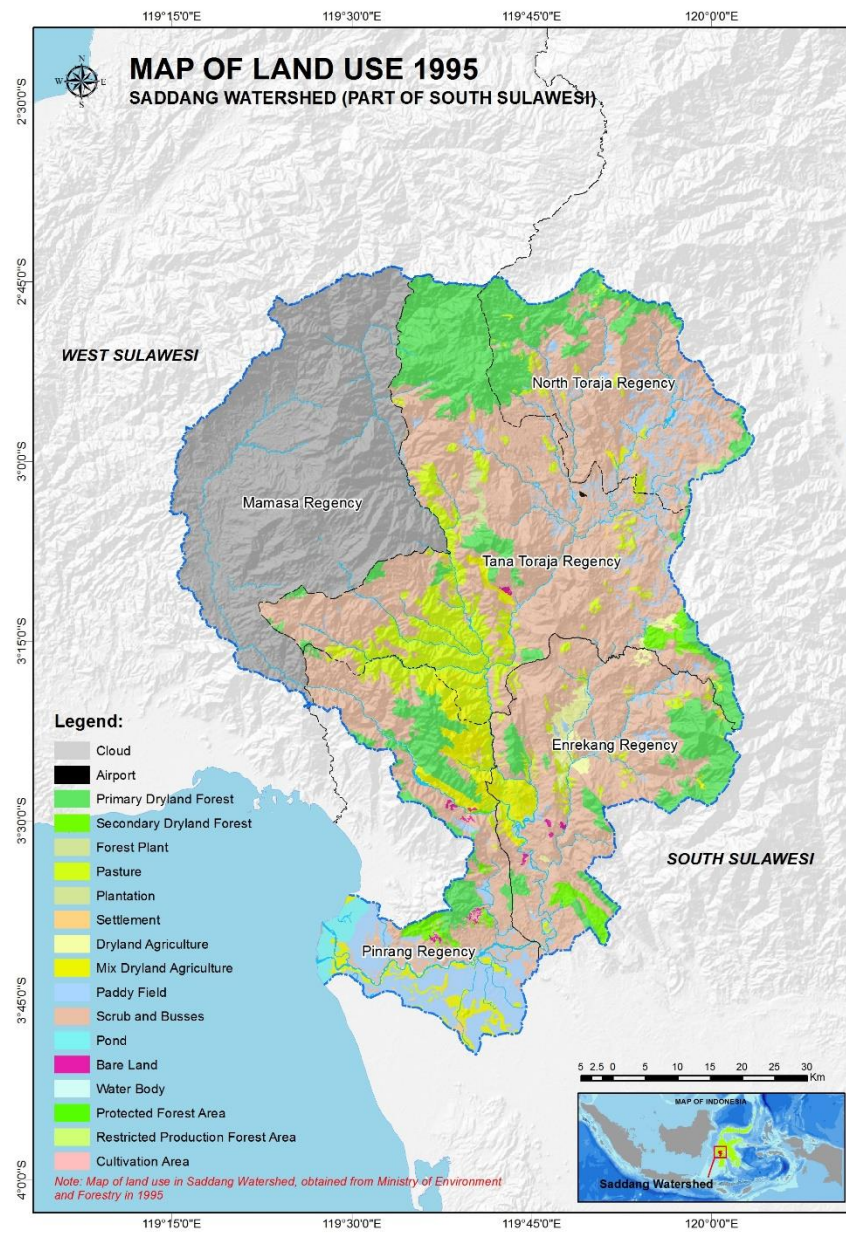 119°15'0"E
119°30'0"E
119°45'0"E
120°0'0"E
MAP OF LAND USE 1995
SADDANG WATERSHED (PART OF SOUTH SULAWESI)
N
W
E
S
2°30'0"S
2°45'0"S
3°0'0"S
3°15'0"S
3°30'0"S
3°45'0"S
4°0'0"S
WEST SULAWESI
North Toraja Regency
Mamasa Regency
Tana Toraja Regency
Enrekang Regency
SOUTH SULAWESI
Pinrang Regency
Legend:
Cloud
Airport
Primary Dryland Forest
Secondary Dryland Forest
Forest Plant
Pasture
Plantation
Settlement
Dryland Agriculture
Mix Dryland Agriculture
Paddy Field
Scrub and Busses
Pond
Bare Land
Water Body
Protected Forest Area
Restricted Production Forest Area
Cultivation Area
Note: Map of land use in Saddang Watershed, obtained from Ministry of Environment
and Forestry in 1995
5 2.5 0 5 10 15 20 25 30
Km
MAP OF INDONESIA
Saddang Watershed
119°15'0"E
119°30'0"E
119°45'0"E
120°0'0"E